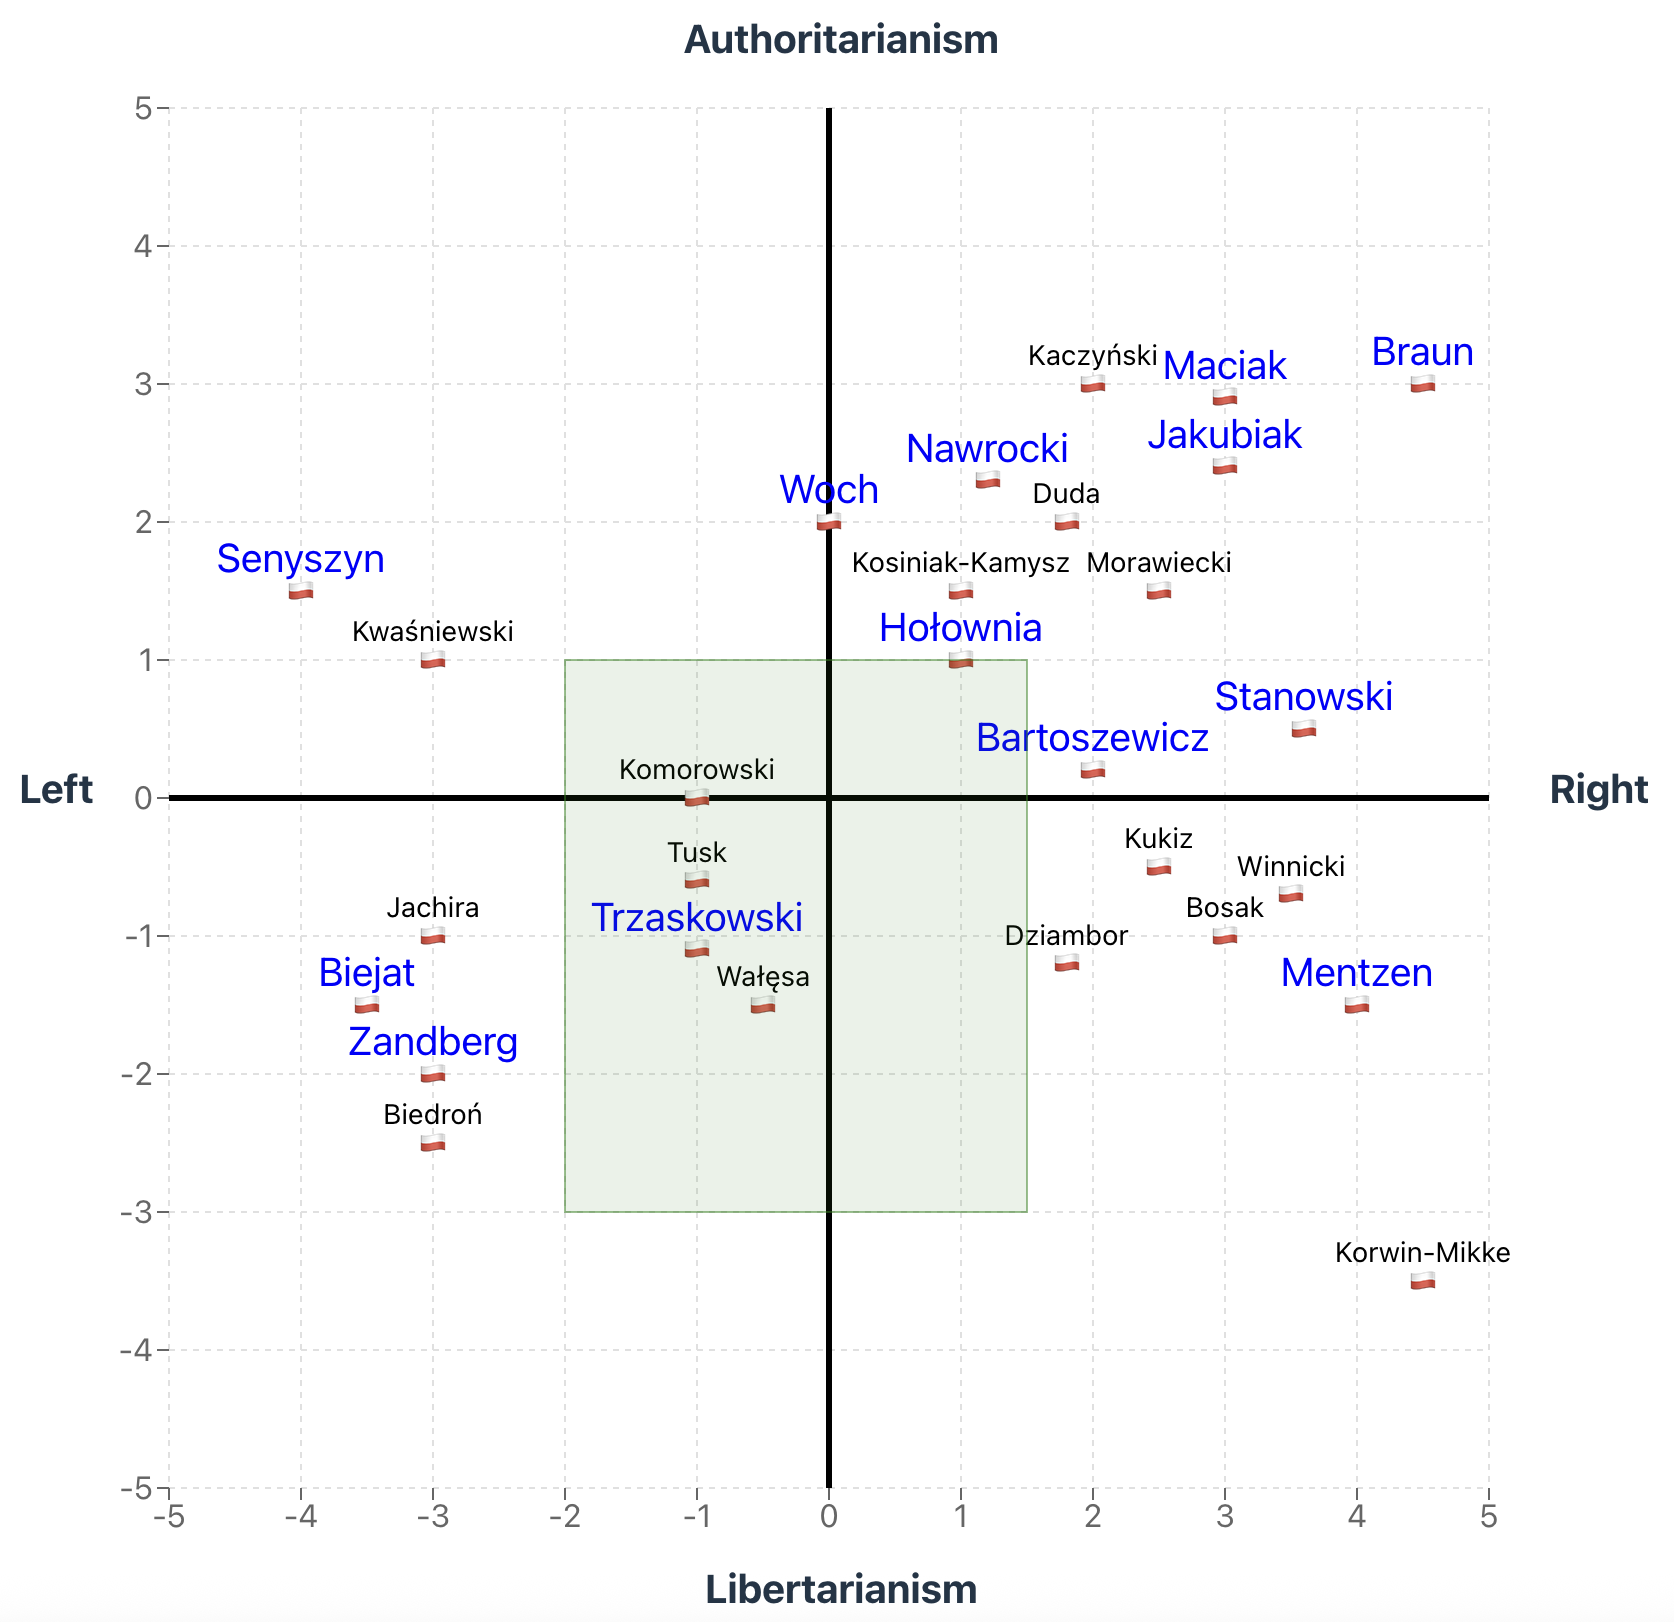 Authoritarianism
5
4
Kaczyński
Maciak
Braun
3
Nawrocki
Jakubiak
Woch
Duda
2
Senyszyn
Kosiniak-Kamysz
Morawiecki
Kwaśniewski
Hołownia
1
Stanowski
Bartoszewicz
Komorowski
Left
0
Right
Tusk
Kukiz
Winnicki
Jachira
Trzaskowski
Bosak
-1
Dziambor
Biejat
Wałęsa
Mentzen
Zandberg
-2
Biedroń
-3
Korwin-Mikke
-4
-5
-5 -4 -3 -2 -1 0 1 2 3 4 5
Libertarianism